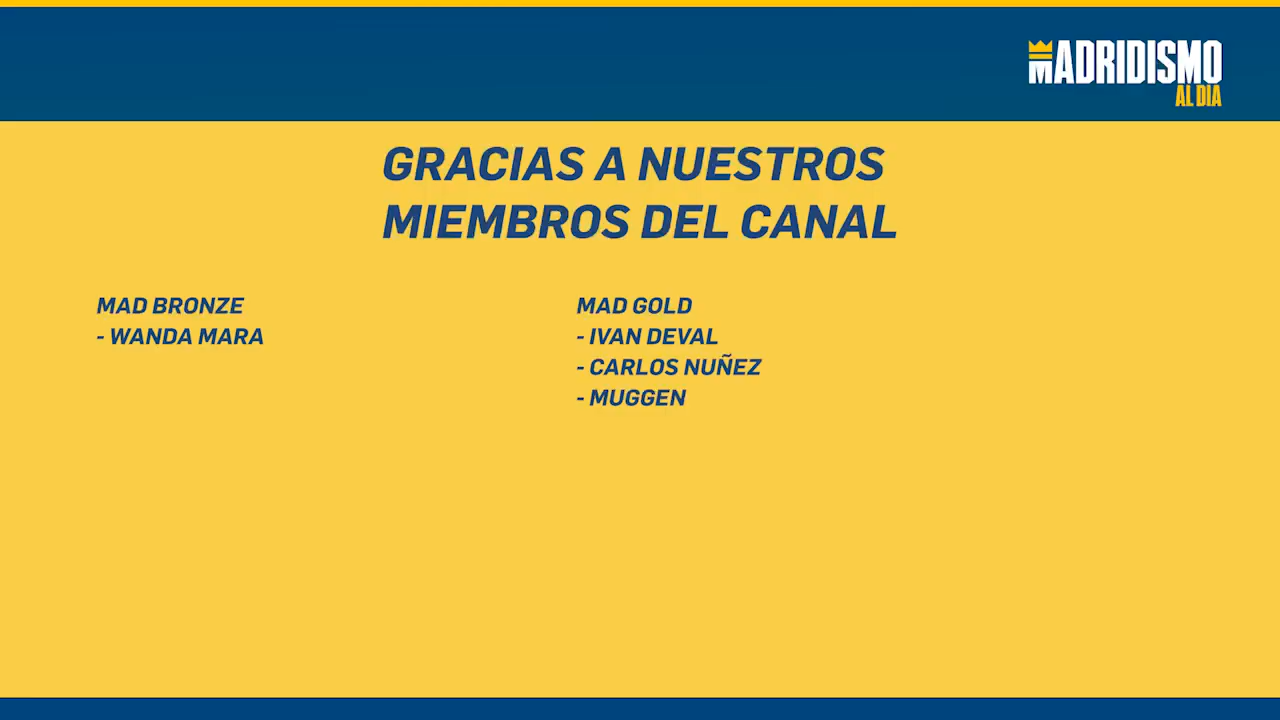 MADRIDISMO
AL DIA
GRACIAS A NUESTROS
MIEMBROS DEL CANAL
MAD BRONZE
- WANDA MARA
MAD GOLD
- IVAN DEVAL
- CARLOS NUÑEZ
- MUGGEN